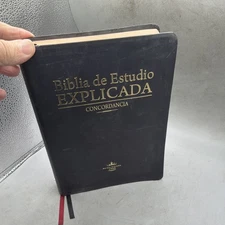 Biblia de Estudio
EXPLICADA
CONCORDANCIA